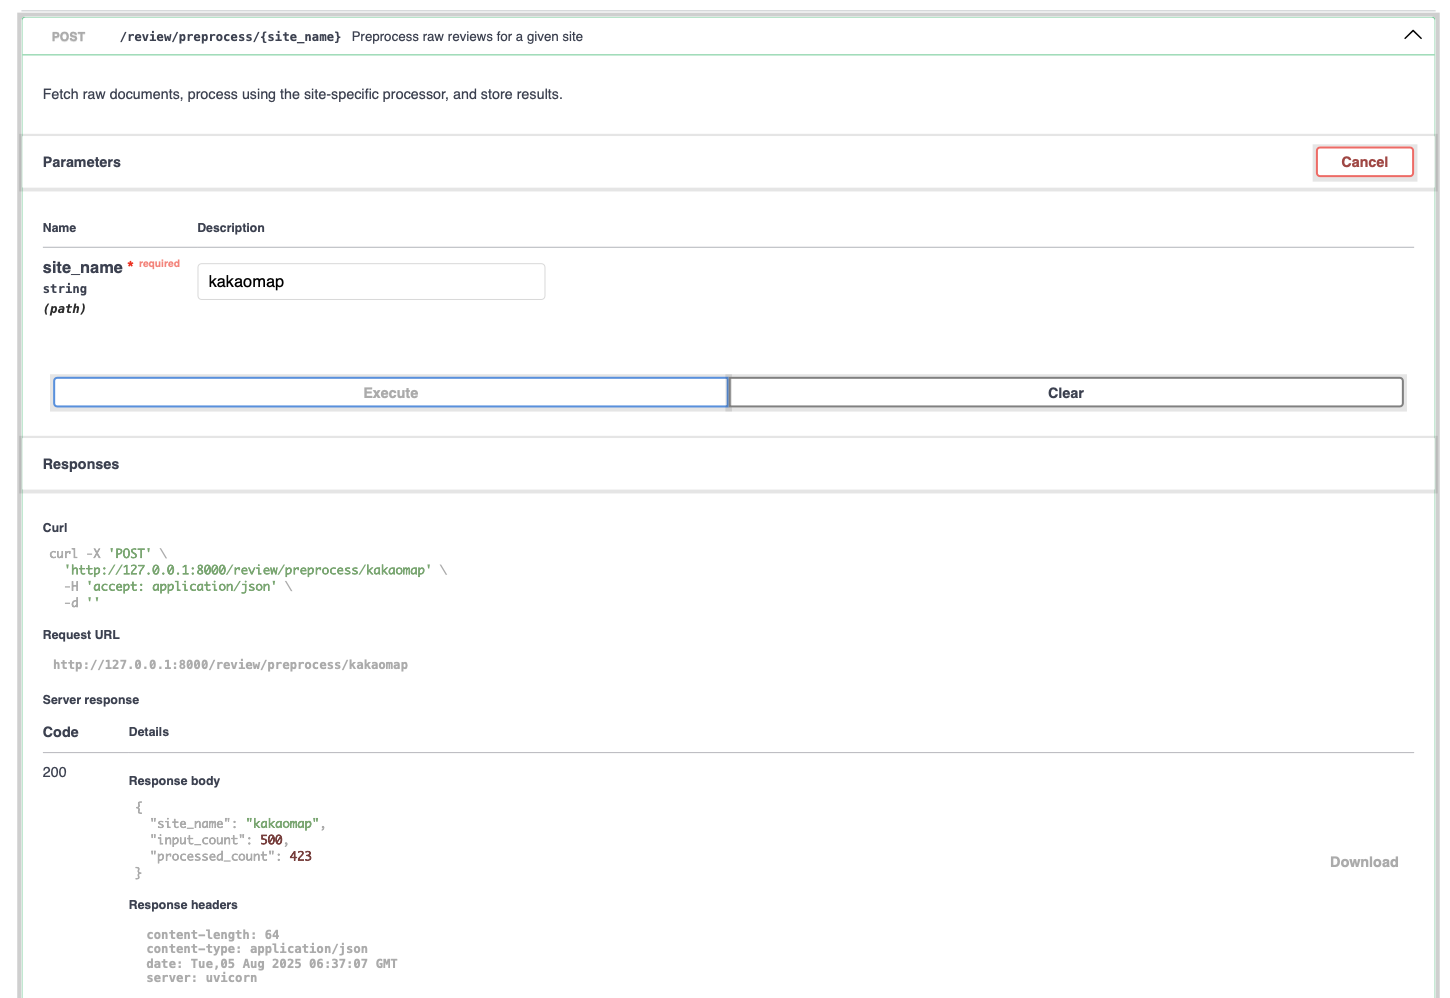 POST /review/preprocess/{site_name} Preprocess raw reviews for a given site
Fetch raw documents, process using the site-specific processor, and store results.
Parameters
Cancel
Name Description
site_name * required
string
(path)
kakaomap
Execute Clear
Responses
Curl
curl -X 'POST' \
  'http://127.0.0.1:8000/review/preprocess/kakaomap' \
  -H 'accept: application/json' \
  -d ''
Request URL
http://127.0.0.1:8000/review/preprocess/kakaomap
Server response
Code Details
200
Response body
{
  "site_name": "kakaomap",
  "input_count": 500,
  "processed_count": 423
}
Download
Response headers
content-length: 64
content-type: application/json
date: Tue,05 Aug 2025 06:37:07 GMT
server: uvicorn